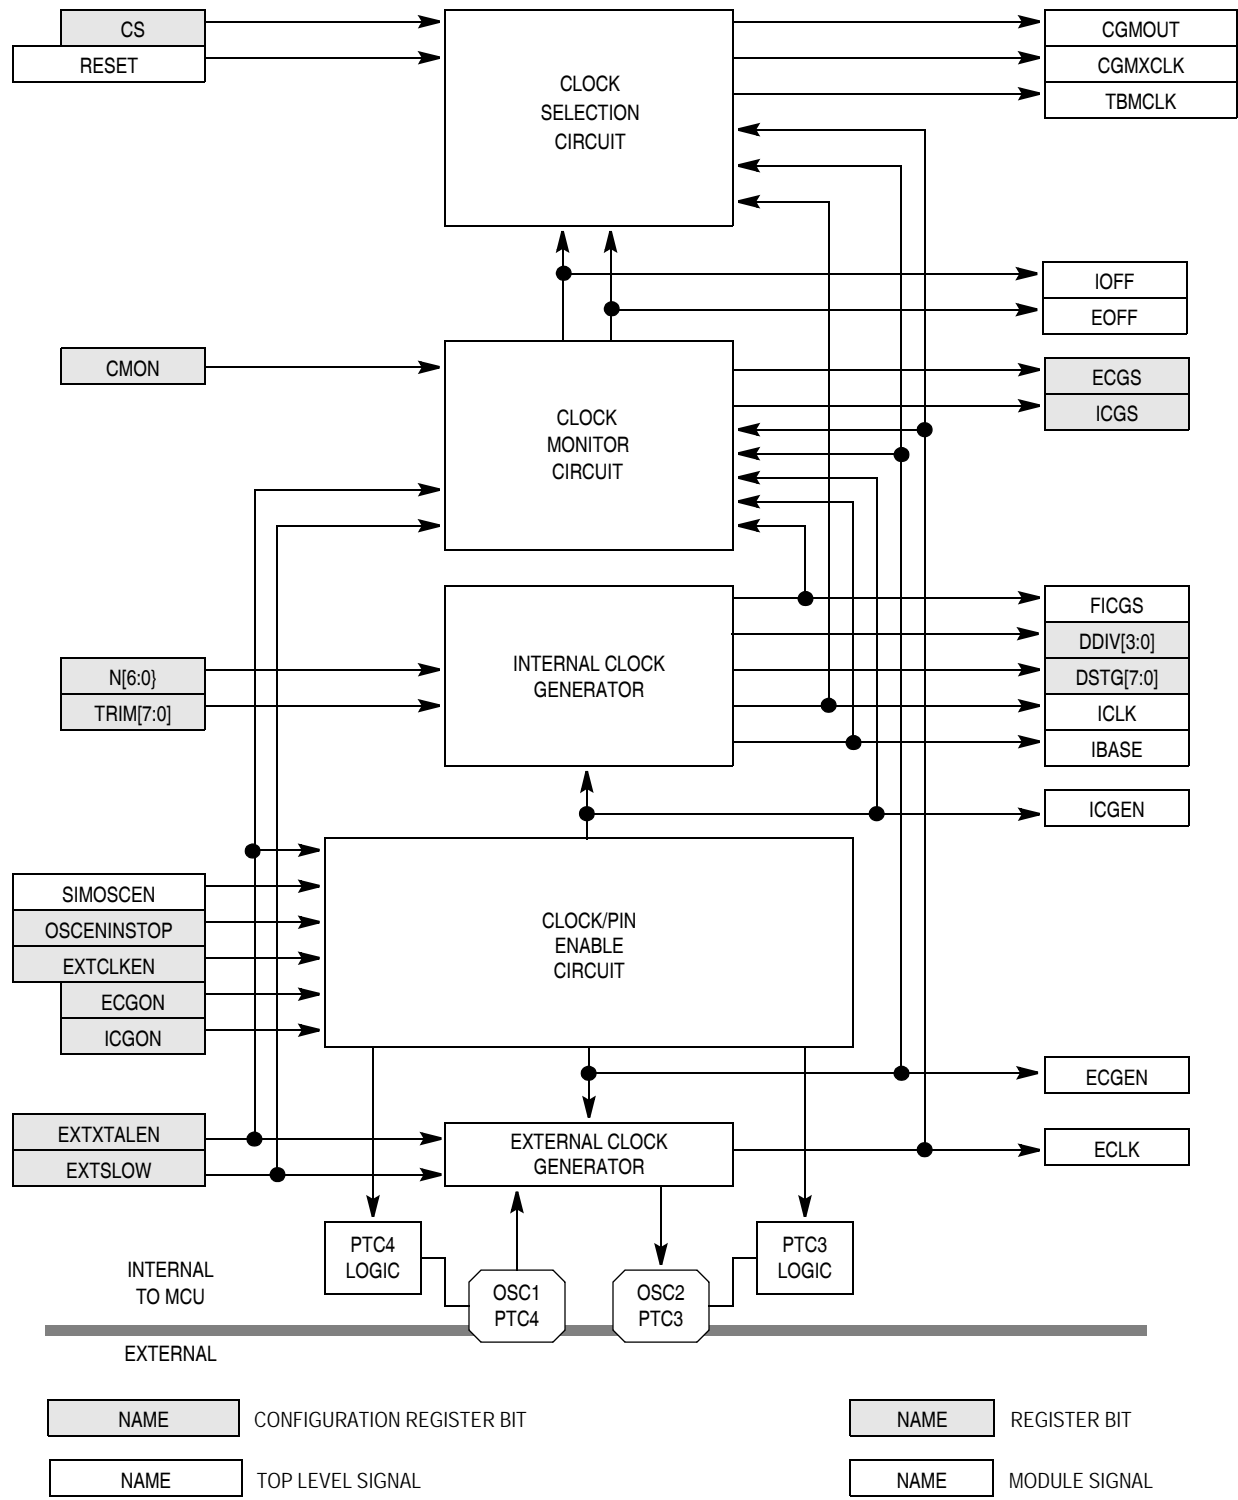 CS
RESET
CLOCK
SELECTION
CIRCUIT
CGMOUT
CGMXCLK
TBMCLK
IOFF
EOFF
CMON
CLOCK
MONITOR
CIRCUIT
ECGS
ICGS
N[6:0}
TRIM[7:0]
INTERNAL CLOCK
GENERATOR
FICGS
DDIV[3:0]
DSTG[7:0]
ICLK
IBASE
ICGEN
SIMOSCEN
OSCENINSTOP
EXTCLKEN
ECGON
ICGON
CLOCK/PIN
ENABLE
CIRCUIT
ECGEN
EXTXTALEN
EXTSLOW
EXTERNAL CLOCK
GENERATOR
ECLK
PTC4
LOGIC
OSC1
PTC4
OSC2
PTC3
PTC3
LOGIC
INTERNAL
TO MCU
EXTERNAL
NAME CONFIGURATION REGISTER BIT
NAME REGISTER BIT
NAME TOP LEVEL SIGNAL
NAME MODULE SIGNAL